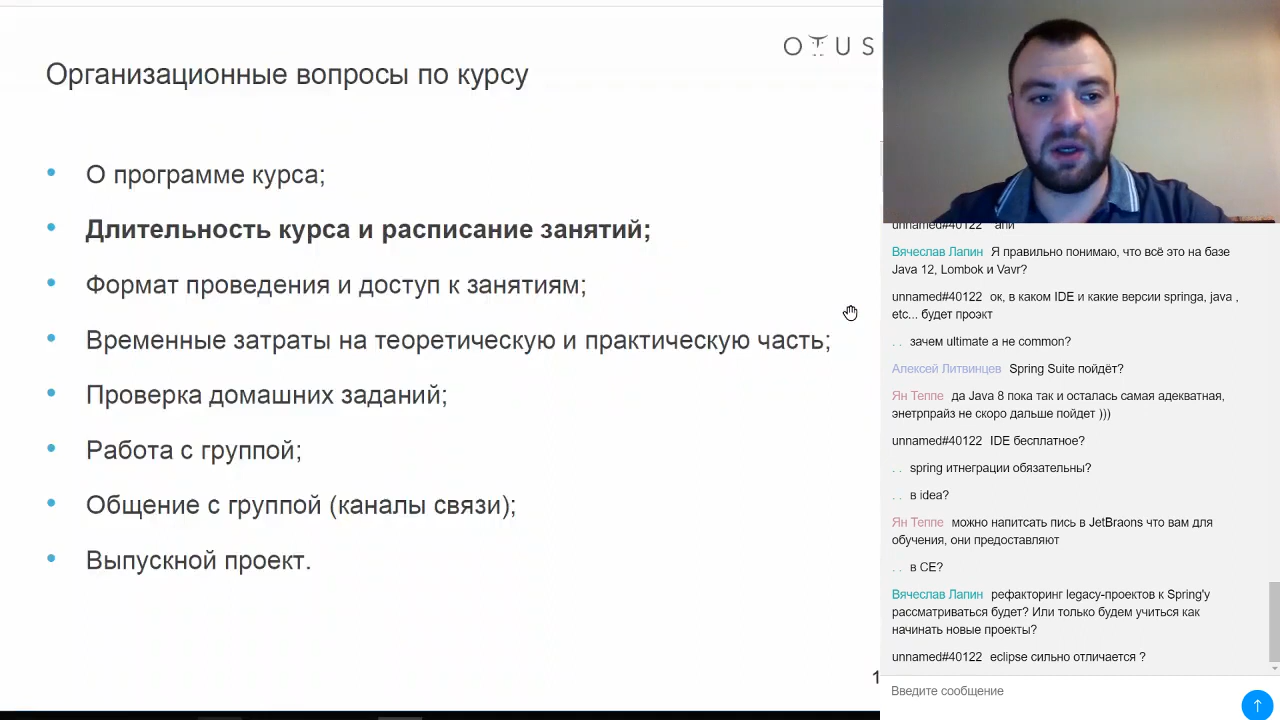 OTUS
Организационные вопросы по курсу
• О программе курса;
• Длительность курса и расписание занятий;
• Формат проведения и доступ к занятиям;
• Временные затраты на теоретическую и практическую часть;
• Проверка домашних заданий;
• Работа с группой;
• Общение с группой (каналы связи);
• Выпускной проект.
1
unnamed#40122 апи
Вячеслав Лапин Я правильно понимаю, что всё это на базе
Java 12, Lombok и Vavr?
unnamed#40122 ок, в каком IDE и какие версии springa, java ,
etc... будет проэкт
. . зачем ultimate а не common?
Алексей Литвинцев Spring Suite пойдёт?
Ян Теппе да Java 8 пока так и осталась самая адекватная,
энетрпрайз не скоро дальше пойдет )))
unnamed#40122 IDE бесплатное?
. . spring итнеграции обязательны?
. . в idea?
Ян Теппе можно напитсать пись в JetBraons что вам для
обучения, они предоставляют
. . в CE?
Вячеслав Лапин рефакторинг legacy-проектов к Spring'у
рассматриваться будет? Или только будем учиться как
начинать новые проекты?
unnamed#40122 eclipse сильно отличается ?
Введите сообщение